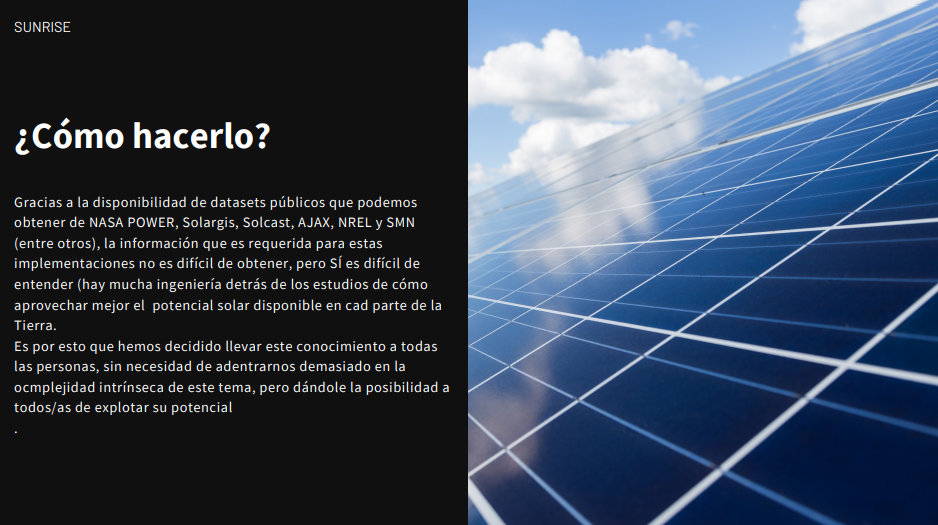 SUNRISE
¿Cómo hacerlo?
Gracias a la disponibilidad de datasets públicos que podemos
obtener de NASA POWER, Solargis, Solcast, AJAX, NREL y SMN
(entre otros), la información que es requerida para estas
implementaciones no es difícil de obtener, pero SÍ es difícil de
entender (hay mucha ingeniería detrás de los estudios de cómo
aprovechar mejor el  potencial solar disponible en cad parte de la
Tierra.
Es por esto que hemos decidido llevar este conocimiento a todas
las personas, sin necesidad de adentrarnos demasiado en la
ocmplejidad intrínseca de este tema, pero dándole la posibilidad a
todos/as de explotar su potencial
.